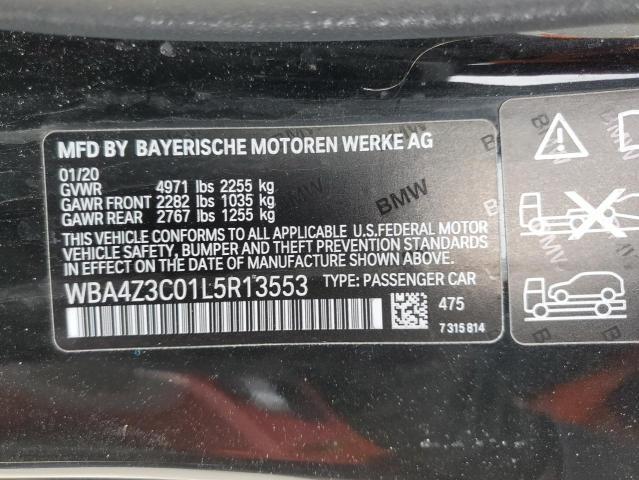 MFD BY BAYERISCHE MOTOREN WERKE AG
01/20
GVWR 4971 lbs 2255 kg
GAWR FRONT 2282 lbs 1035 kg
GAWR REAR 2767 lbs 1255 kg
THIS VEHICLE CONFORMS TO ALL APPLICABLE U.S.FEDERAL MOTOR
VEHICLE SAFETY, BUMPER AND THEFT PREVENTION STANDARDS
IN EFFECT ON THE DATE OF MANUFACTURE SHOWN ABOVE.
WBA4Z3C01L5R13553 TYPE: PASSENGER CAR
475
7 315 814
BMW
BMW